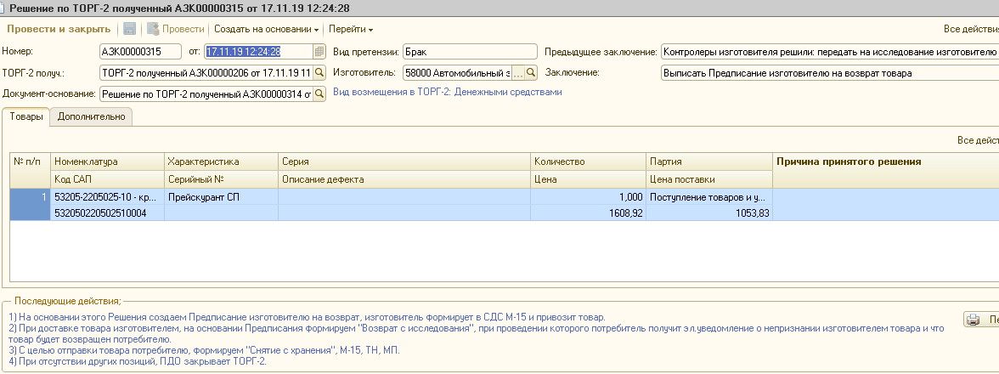 Решение по ТОРГ-2 полученный АЗК00000315 от 17.11.19 12:24:28
Провести и закрыть Провести Создать на основании Перейти Все действия
Номер: АЗК00000315 от: 17.11.19 12:24:28 Вид претензии: Брак Предыдущее заключение: Контролеры изготовителя решили: передать на исследование изготовителю
ТОРГ-2 получ.: ТОРГ-2 полученный АЗК00000206 от 17.11.19 11 Изготовитель: 58000 Автомобильный з ... Заключение: Выписать Предписание изготовителю на возврат товара
Документ-основание: Решение по ТОРГ-2 полученный АЗК00000314 от Вид возмещения в ТОРГ-2: Денежными средствами
Товары Дополнительно
Все дейст
№ п/п Номенклатура Характеристика Серия Количество Партия Причина принятого решения
Код САП Серийный № Описание дефекта Цена Цена поставки
1 53205-2205025-10 - кр... Прейскурант СП 1,000 Поступление товаров и у...
532050220502510004 1608,92 1053,83
Последующие действия;
1) На основании этого Решения создаем Предписание изготовителю на возврат, изготовитель формирует в СДС М-15 и привозит товар.
2) При доставке товара изготовителем, на основании Предписания формируем "Возврат с исследования", при проведении которого потребитель получит эл.уведомление о непризнании изготовителем товара и что
товар будет возвращен потребителю.
3) С целью отправки товара потребителю, формируем "Снятие с хранения", М-15, ТН, МП.
4) При отсутствии других позиций, ПДО закрывает ТОРГ-2.
Пе